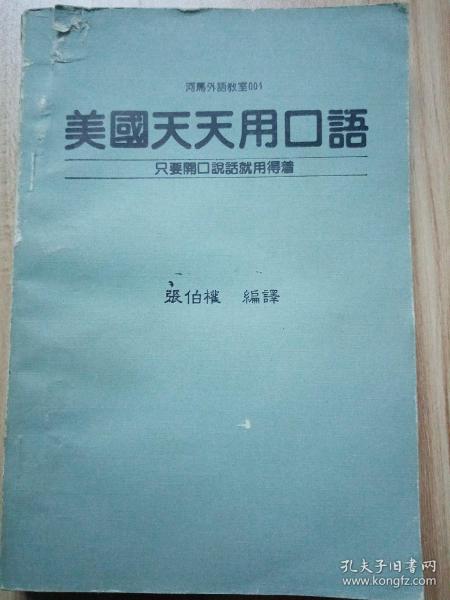 河馬外語教室001
美國天天用口語
只要開口說話就用得著
張伯權 編譯
孔夫子旧书网
www.kongfz.com